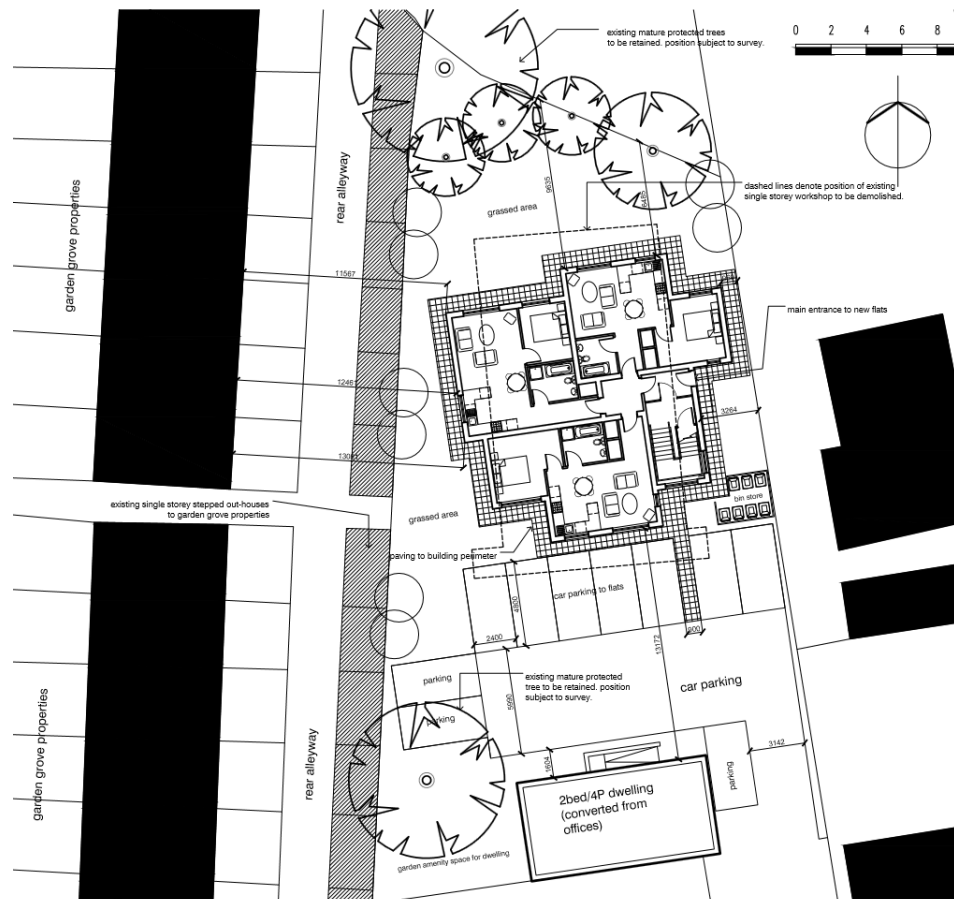 existing mature protected trees
to be retained. position subject to survey.
0 2 4 6 8
dashed lines denote position of existing
single storey workshop to be demolished.
garden grove properties
rear alleyway
grassed area
9635
11567
main entrance to new flats
12461
3264
existing single storey stepped out-houses
to garden grove properties
grassed area
bin store
paving to building perimeter
car parking to flats
4800
2400
900
13172
parking
parking
existing mature protected
tree to be retained. position
subject to survey.
5990
car parking
garden grove properties
rear alleyway
1604
3142
parking
2bed/4P dwelling
(converted from
offices)
garden amenity space for dwelling